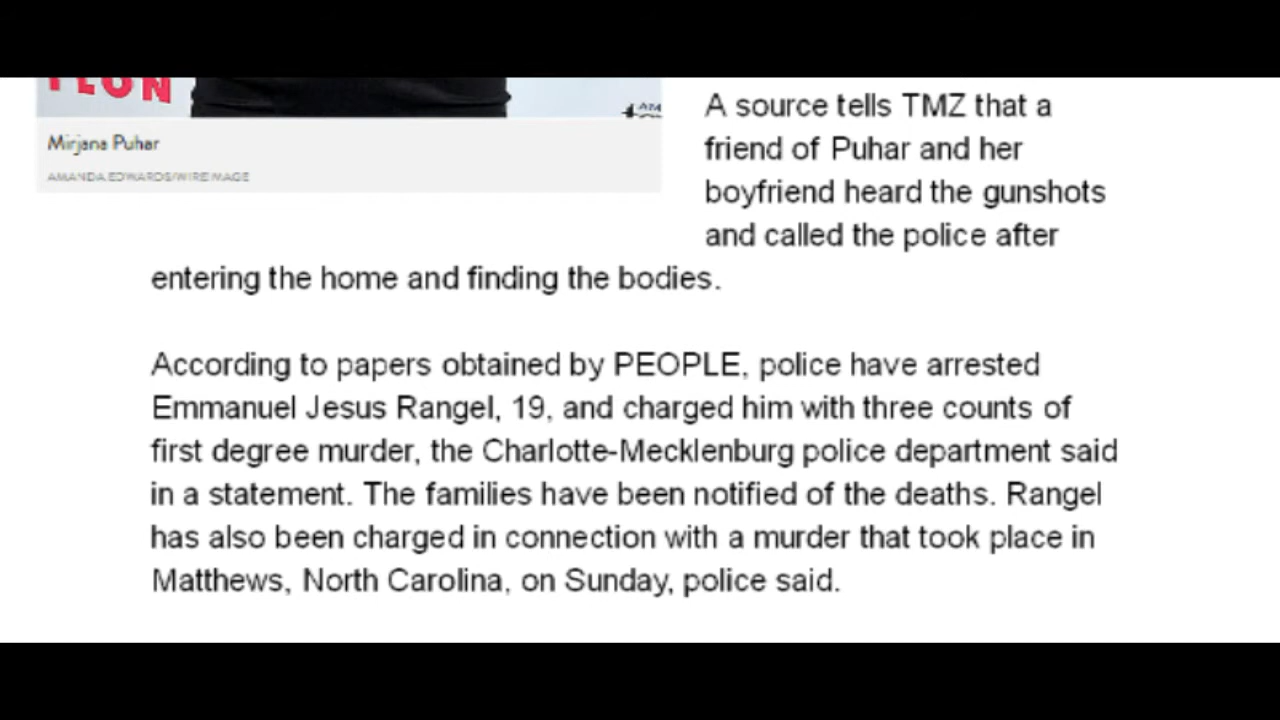 Mirjana Puhar
AMANDA EDWARDS/WIREIMAGE
A source tells TMZ that a
friend of Puhar and her
boyfriend heard the gunshots
and called the police after
entering the home and finding the bodies.
According to papers obtained by PEOPLE, police have arrested
Emmanuel Jesus Rangel, 19, and charged him with three counts of
first degree murder, the Charlotte-Mecklenburg police department said
in a statement. The families have been notified of the deaths. Rangel
has also been charged in connection with a murder that took place in
Matthews, North Carolina, on Sunday, police said.